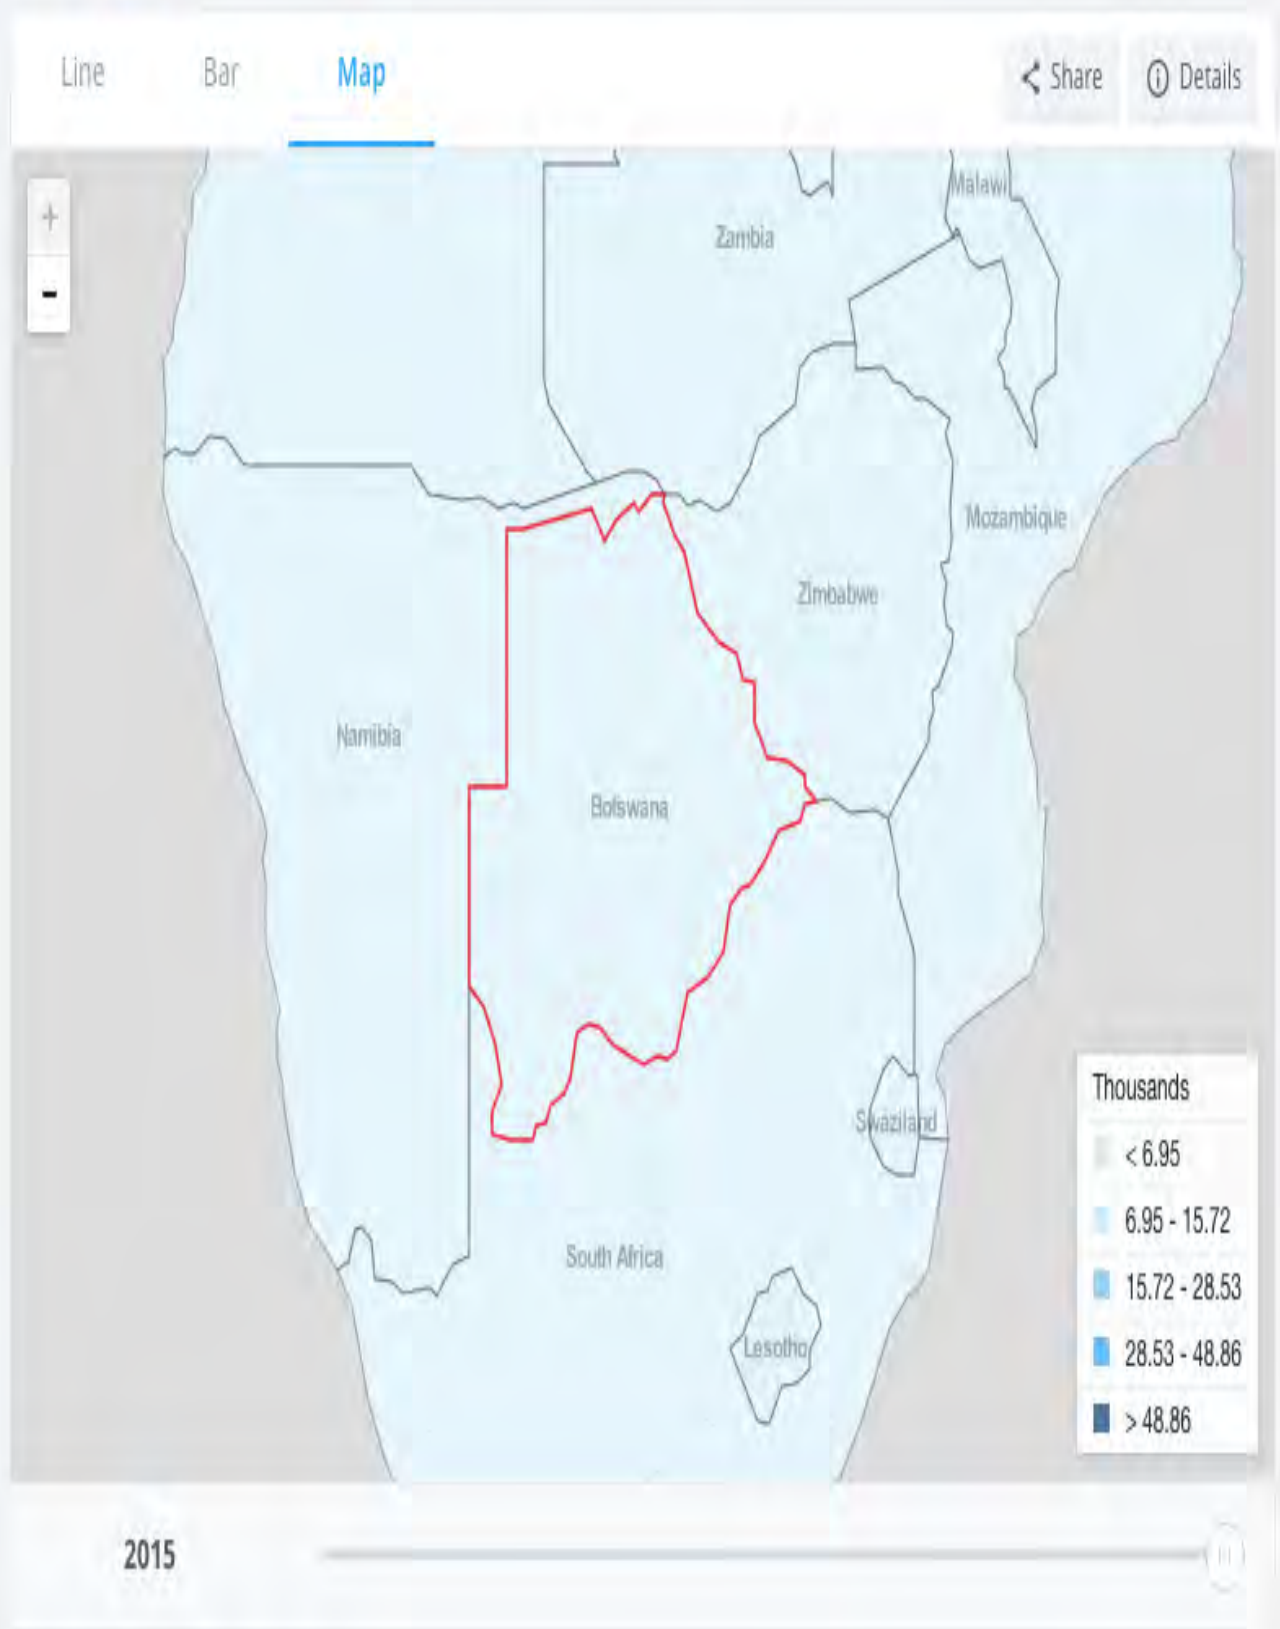 Line Bar Map Share Details
+
Malawi
Zambia
-
Mozambique
Zimbabwe
Namibia
Botswana
Thousands
Swaziland
< 6.95
6.95 - 15.72
South Africa
15.72 - 28.53
Lesotho
28.53 - 48.86
> 48.86
2015